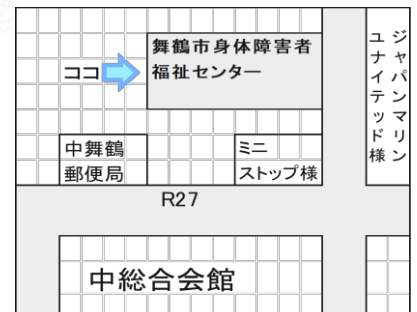 舞鶴市身体障害者
福祉センター
ココ
中舞鶴
郵便局
ミニ
ストップ様
ジャパンマリン
ユナイテッド様
R27
中総合会館